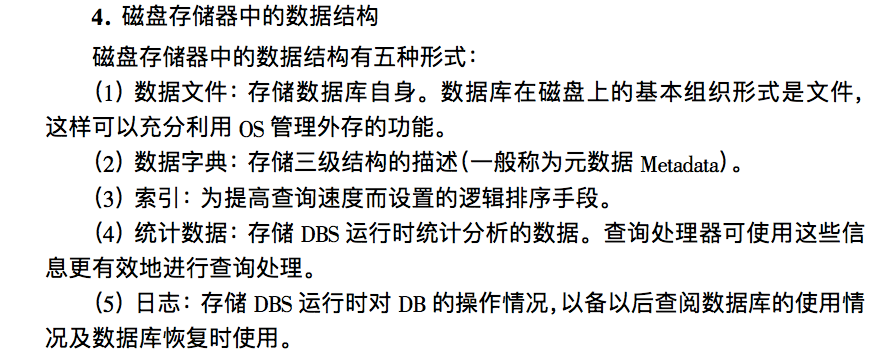 4. 磁盘存储器中的数据结构
磁盘存储器中的数据结构有五种形式：
(1) 数据文件：存储数据库自身。数据库在磁盘上的基本组织形式是文件，
这样可以充分利用 OS 管理外存的功能。
(2) 数据字典：存储三级结构的描述(一般称为元数据 Metadata)。
(3) 索引：为提高查询速度而设置的逻辑排序手段。
(4) 统计数据：存储 DBS 运行时统计分析的数据。查询处理器可使用这些信
息更有效地进行查询处理。
(5) 日志：存储 DBS 运行时对 DB 的操作情况，以备以后查阅数据库的使用情
况及数据库恢复时使用。